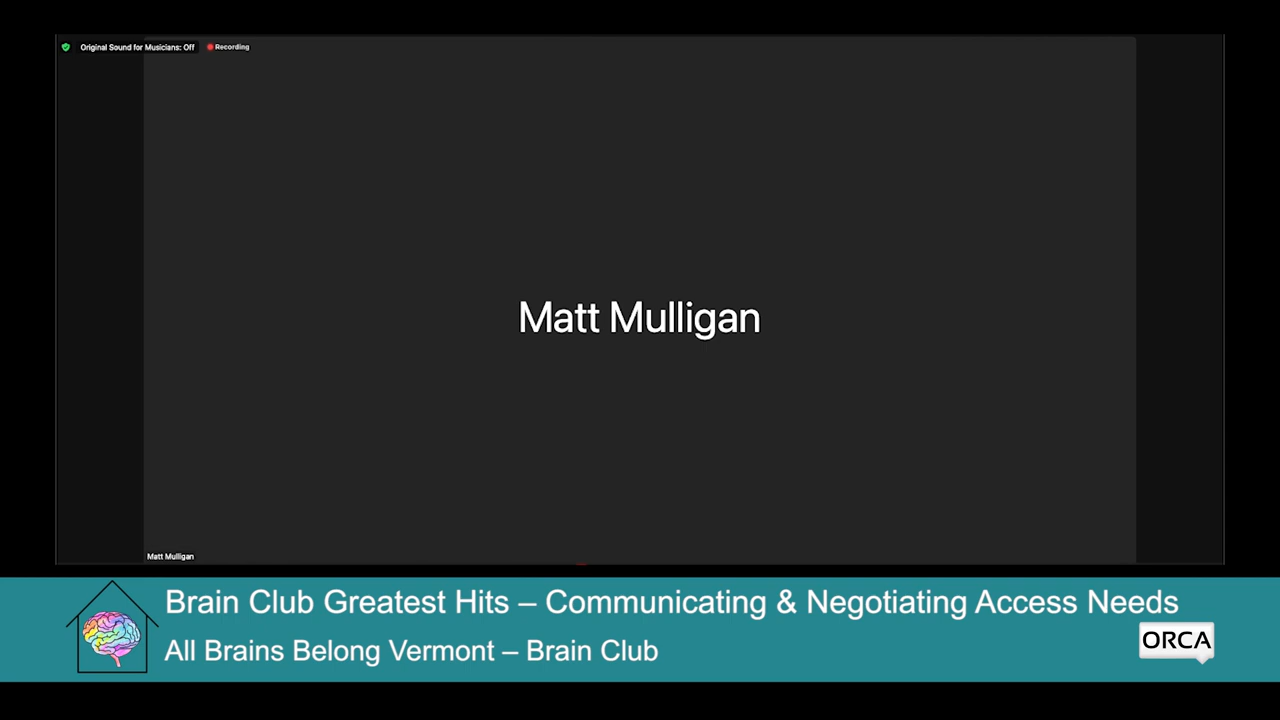 Original Sound for Musicians: Off
Recording
Matt Mulligan
Matt Mulligan
Brain Club Greatest Hits – Communicating & Negotiating Access Needs
All Brains Belong Vermont – Brain Club
ORCA